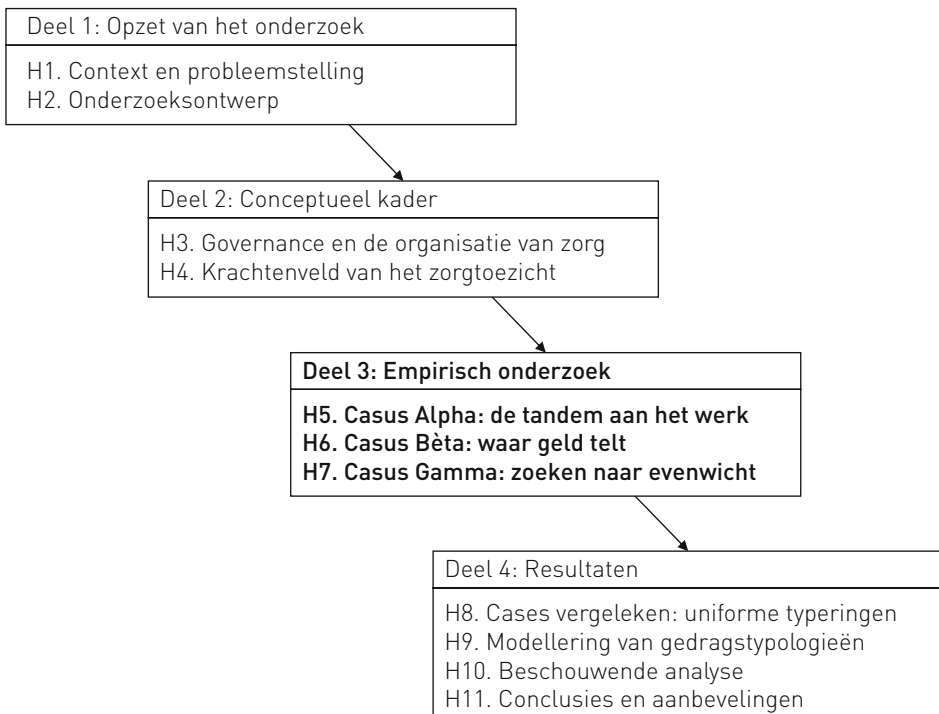 Deel 1: Opzet van het onderzoek
H1. Context en probleemstelling
H2. Onderzoeksontwerp
Deel 2: Conceptueel kader
H3. Governance en de organisatie van zorg
H4. Krachtenveld van het zorgtoezicht
Deel 3: Empirisch onderzoek
H5. Casus Alpha: de tandem aan het werk
H6. Casus Bèta: waar geld telt
H7. Casus Gamma: zoeken naar evenwicht
Deel 4: Resultaten
H8. Cases vergeleken: uniforme typeringen
H9. Modellering van gedragstypologieën
H10. Beschouwende analyse
H11. Conclusies en aanbevelingen